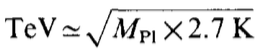 TeV ≃ √(M_Pl × 2.7 K)